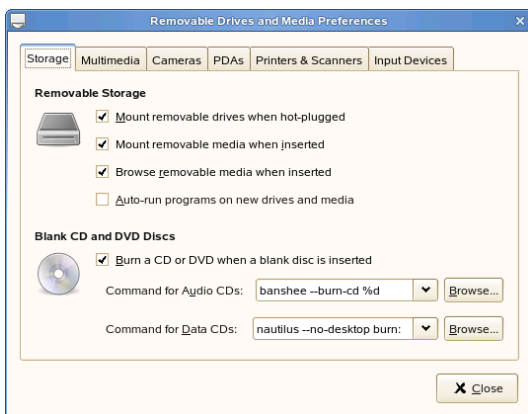 Removable Drives and Media Preferences
Storage Multimedia Cameras PDAs Printers & Scanners Input Devices
Removable Storage
Mount removable drives when hot-plugged
Mount removable media when inserted
Browse removable media when inserted
Auto-run programs on new drives and media
Blank CD and DVD Discs
Burn a CD or DVD when a blank disc is inserted
Command for Audio CDs: banshee --burn-cd %d Browse...
Command for Data CDs: nautilus --no-desktop burn: Browse...
Close